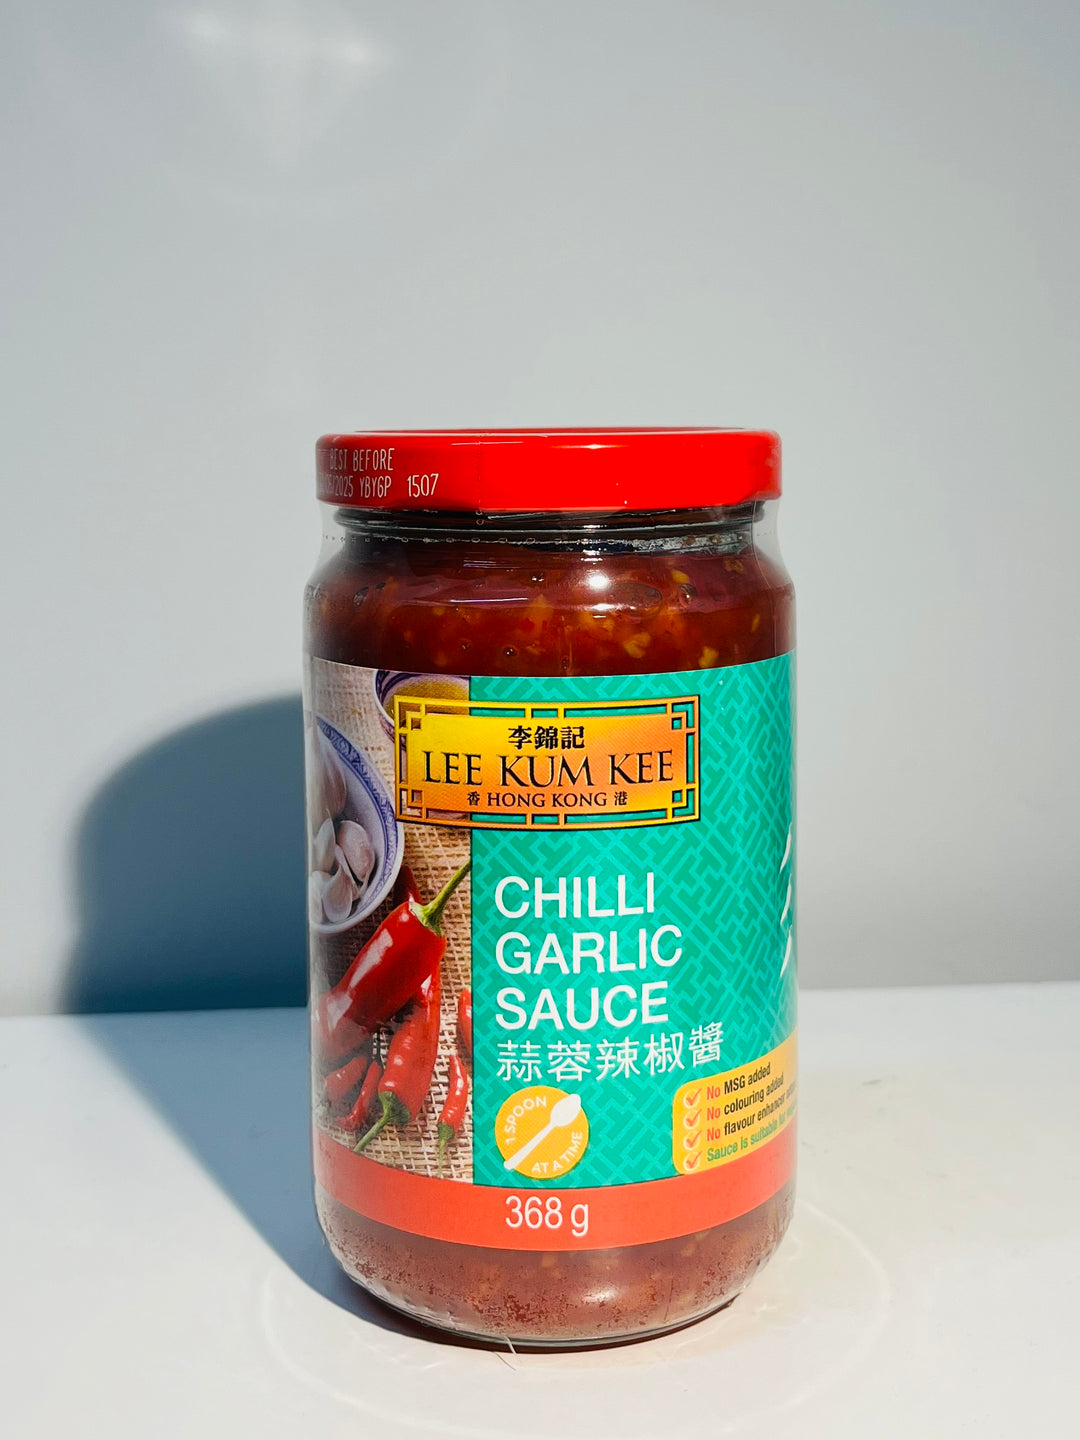 BEST BEFORE
/2025 YBY6P 1507
李錦記
LEE KUM KEE
香 HONG KONG 港
CHILLI
GARLIC
SAUCE
蒜蓉辣椒醬
1 SPOON
AT A TIME
No MSG added
No colouring added
No flavour enhancer
Sauce is suitable for
368 g